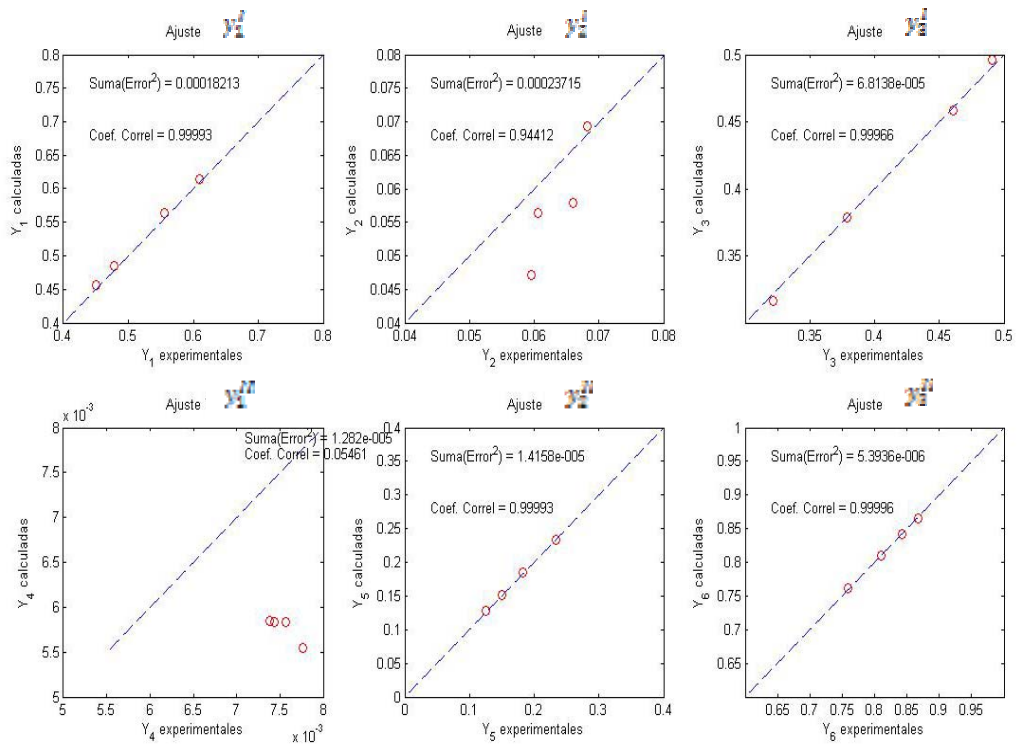 Ajuste
Suma(Error2) = 0.00018213
Coef. Correl = 0.99993
Y1 calculadas
0.8
0.75
0.7
0.65
0.6
0.55
0.5
0.45
0.4
0.4 0.5 0.6 0.7 0.8
Y1 experimentales
Ajuste
Suma(Error2) = 0.00023715
Coef. Correl = 0.94412
Y2 calculadas
0.08
0.075
0.07
0.065
0.06
0.055
0.05
0.045
0.04
0.04 0.05 0.06 0.07 0.08
Y2 experimentales
Ajuste
Suma(Error2) = 6.8138e-005
Coef. Correl = 0.99966
Y3 calculadas
0.5
0.45
0.4
0.35
0.35 0.4 0.45 0.5
Y3 experimentales
Ajuste
x 10-3
Suma(Error2) = 1.282e-005
Coef. Correl = 0.05461
Y4 calculadas
8
7.5
7
6.5
6
5.5
5
5 5.5 6 6.5 7 7.5 8
Y4 experimentales
x 10-3
Ajuste
Suma(Error2) = 1.4158e-005
Coef. Correl = 0.99993
Y5 calculadas
0.4
0.35
0.3
0.25
0.2
0.15
0.1
0.05
0
0 0.1 0.2 0.3 0.4
Y5 experimentales
Ajuste
Suma(Error2) = 5.3936e-006
Coef. Correl = 0.99996
Y6 calculadas
1
0.95
0.9
0.85
0.8
0.75
0.7
0.65
0.65 0.7 0.75 0.8 0.85 0.9 0.95
Y6 experimentales